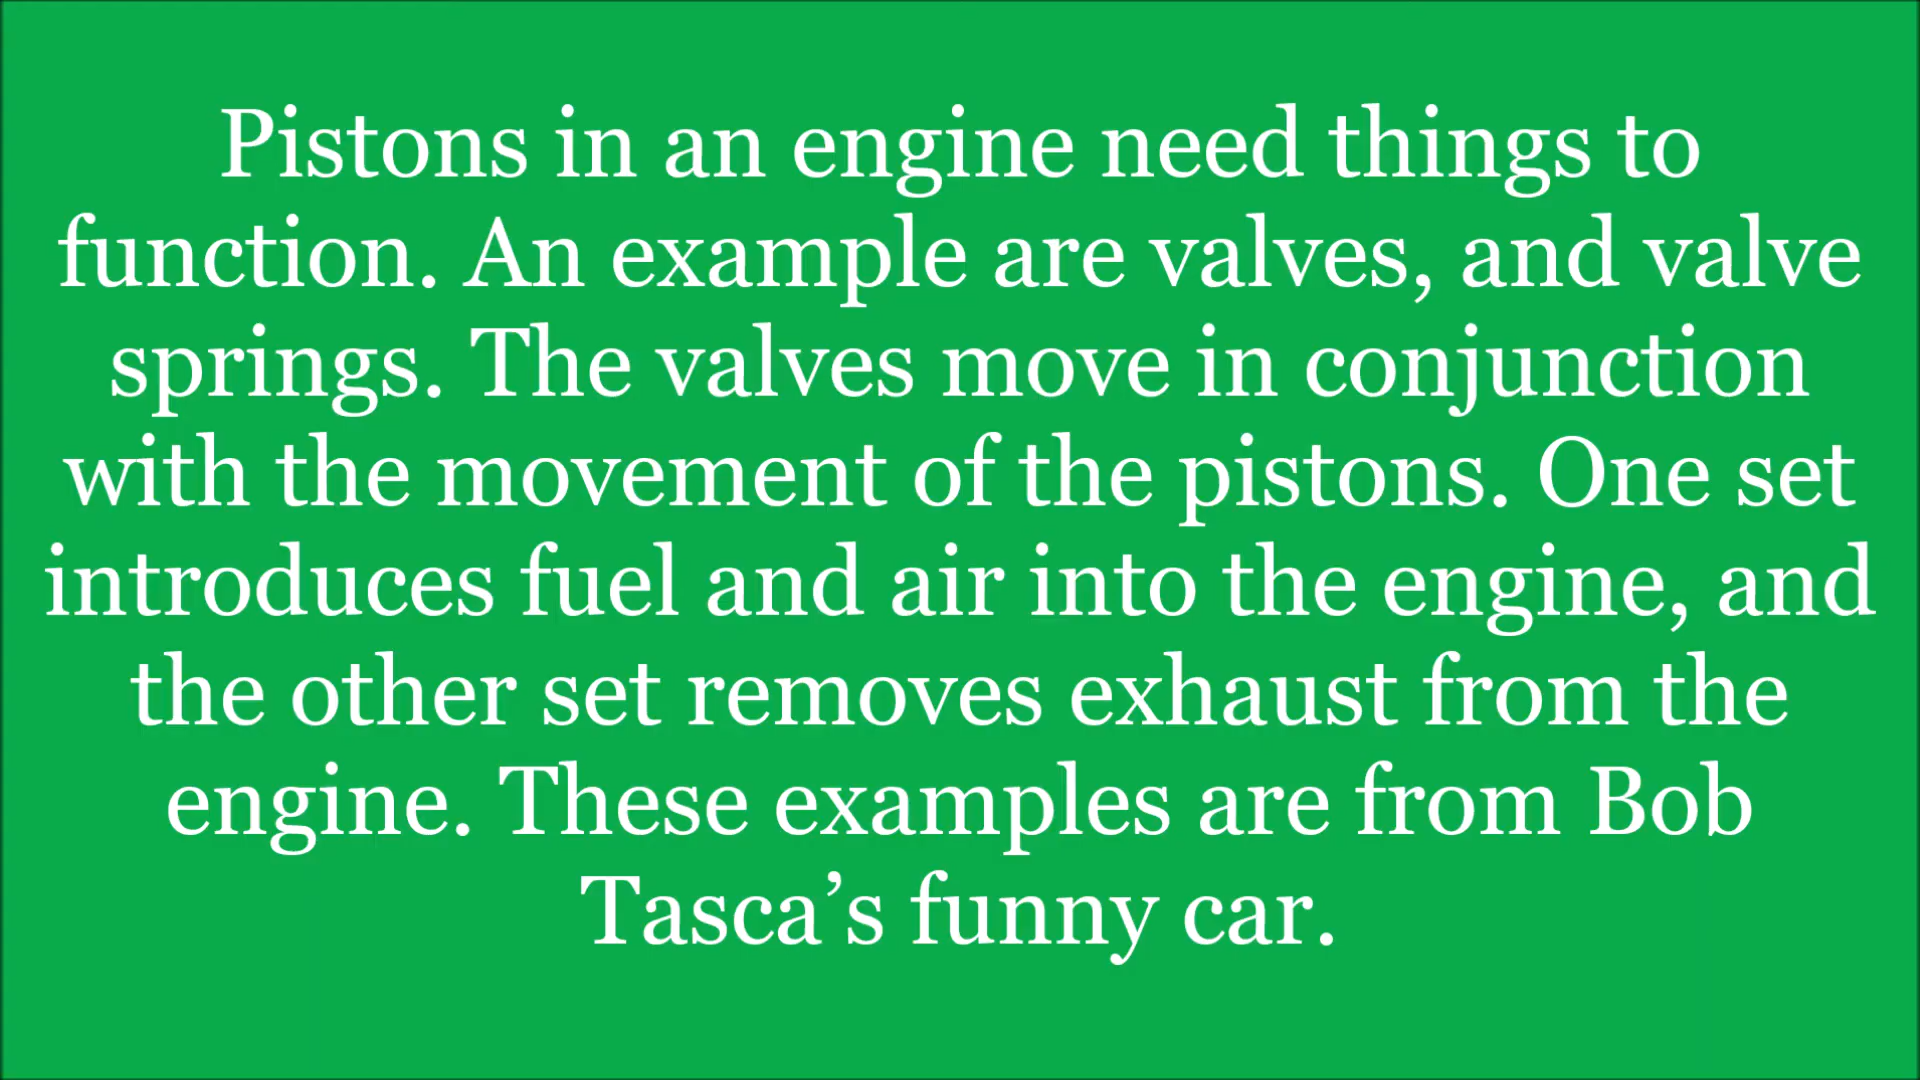 Pistons in an engine need things to
function. An example are valves, and valve
springs. The valves move in conjunction
with the movement of the pistons. One set
introduces fuel and air into the engine, and
the other set removes exhaust from the
engine. These examples are from Bob
Tasca’s funny car.